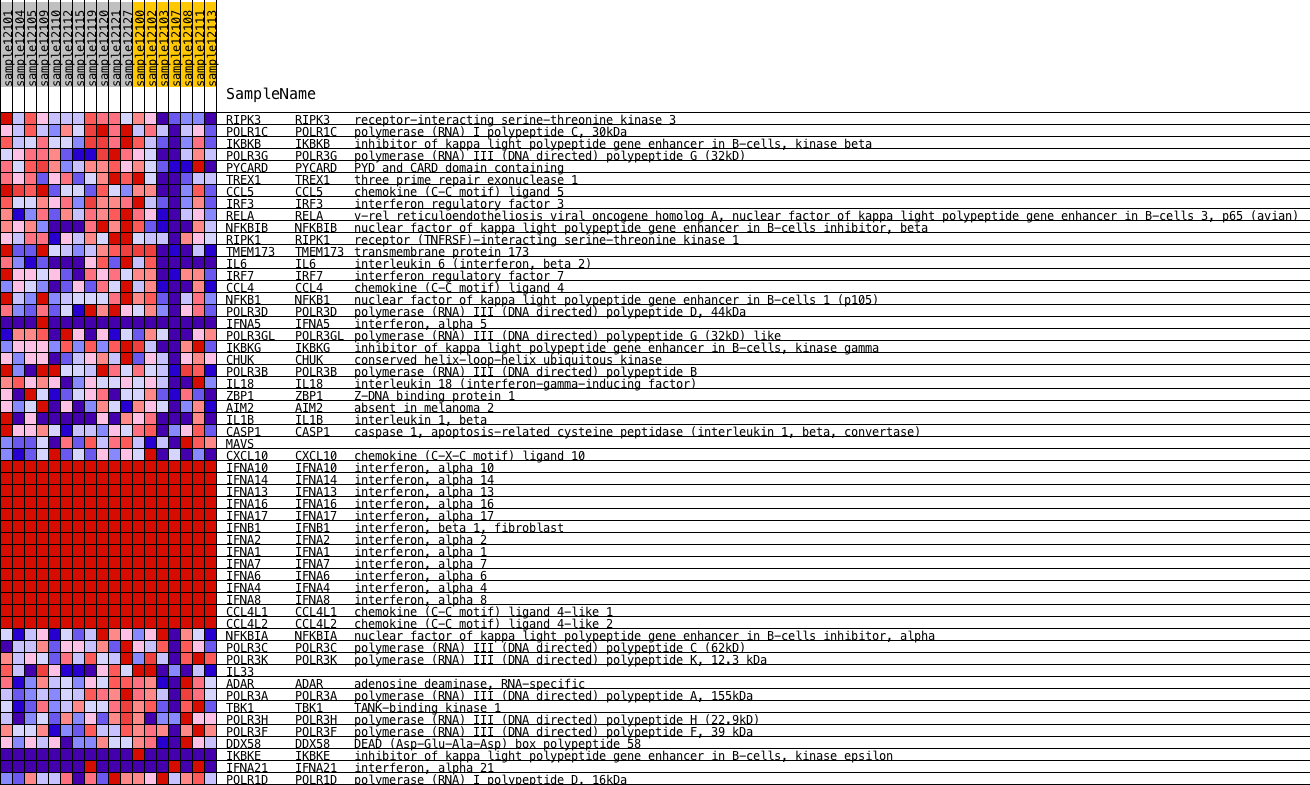 sample12101 sample12104 sample12105 sample12109 sample12110 sample12112 sample12115 sample12119 sample12120 sample12121 sample12127 sample12100 sample12102 sample12103 sample12107 sample12108 sample12111 sample12113
SampleName
RIPK3 RIPK3 receptor-interacting serine-threonine kinase 3
POLR1C POLR1C polymerase (RNA) I polypeptide C, 30kDa
IKBKB IKBKB inhibitor of kappa light polypeptide gene enhancer in B-cells, kinase beta
POLR3G POLR3G polymerase (RNA) III (DNA directed) polypeptide G (32kD)
PYCARD PYCARD PYD and CARD domain containing
TREX1 TREX1 three prime repair exonuclease 1
CCL5 CCL5 chemokine (C-C motif) ligand 5
IRF3 IRF3 interferon regulatory factor 3
RELA RELA v-rel reticuloendotheliosis viral oncogene homolog A, nuclear factor of kappa light polypeptide gene enhancer in B-cells 3, p65 (avian)
NFKBIB NFKBIB nuclear factor of kappa light polypeptide gene enhancer in B-cells inhibitor, beta
RIPK1 RIPK1 receptor (TNFRSF)-interacting serine-threonine kinase 1
TMEM173 TMEM173 transmembrane protein 173
IL6 IL6 interleukin 6 (interferon, beta 2)
IRF7 IRF7 interferon regulatory factor 7
CCL4 CCL4 chemokine (C-C motif) ligand 4
NFKB1 NFKB1 nuclear factor of kappa light polypeptide gene enhancer in B-cells 1 (p105)
POLR3D POLR3D polymerase (RNA) III (DNA directed) polypeptide D, 44kDa
IFNA5 IFNA5 interferon, alpha 5
POLR3GL POLR3GL polymerase (RNA) III (DNA directed) polypeptide G (32kD) like
IKBKG IKBKG inhibitor of kappa light polypeptide gene enhancer in B-cells, kinase gamma
CHUK CHUK conserved helix-loop-helix ubiquitous kinase
POLR3B POLR3B polymerase (RNA) III (DNA directed) polypeptide B
IL18 IL18 interleukin 18 (interferon-gamma-inducing factor)
ZBP1 ZBP1 Z-DNA binding protein 1
AIM2 AIM2 absent in melanoma 2
IL1B IL1B interleukin 1, beta
CASP1 CASP1 caspase 1, apoptosis-related cysteine peptidase (interleukin 1, beta, convertase)
MAVS
CXCL10 CXCL10 chemokine (C-X-C motif) ligand 10
IFNA10 IFNA10 interferon, alpha 10
IFNA14 IFNA14 interferon, alpha 14
IFNA13 IFNA13 interferon, alpha 13
IFNA16 IFNA16 interferon, alpha 16
IFNA17 IFNA17 interferon, alpha 17
IFNB1 IFNB1 interferon, beta 1, fibroblast
IFNA2 IFNA2 interferon, alpha 2
IFNA1 IFNA1 interferon, alpha 1
IFNA7 IFNA7 interferon, alpha 7
IFNA6 IFNA6 interferon, alpha 6
IFNA4 IFNA4 interferon, alpha 4
IFNA8 IFNA8 interferon, alpha 8
CCL4L1 CCL4L1 chemokine (C-C motif) ligand 4-like 1
CCL4L2 CCL4L2 chemokine (C-C motif) ligand 4-like 2
NFKBIA NFKBIA nuclear factor of kappa light polypeptide gene enhancer in B-cells inhibitor, alpha
POLR3C POLR3C polymerase (RNA) III (DNA directed) polypeptide C (62kD)
POLR3K POLR3K polymerase (RNA) III (DNA directed) polypeptide K, 12.3 kDa
IL33
ADAR ADAR adenosine deaminase, RNA-specific
POLR3A POLR3A polymerase (RNA) III (DNA directed) polypeptide A, 155kDa
TBK1 TBK1 TANK-binding kinase 1
POLR3H POLR3H polymerase (RNA) III (DNA directed) polypeptide H (22.9kD)
POLR3F POLR3F polymerase (RNA) III (DNA directed) polypeptide F, 39 kDa
DDX58 DDX58 DEAD (Asp-Glu-Ala-Asp) box polypeptide 58
IKBKE IKBKE inhibitor of kappa light polypeptide gene enhancer in B-cells, kinase epsilon
IFNA21 IFNA21 interferon, alpha 21
POLR1D POLR1D polymerase (RNA) I polypeptide D, 16kDa